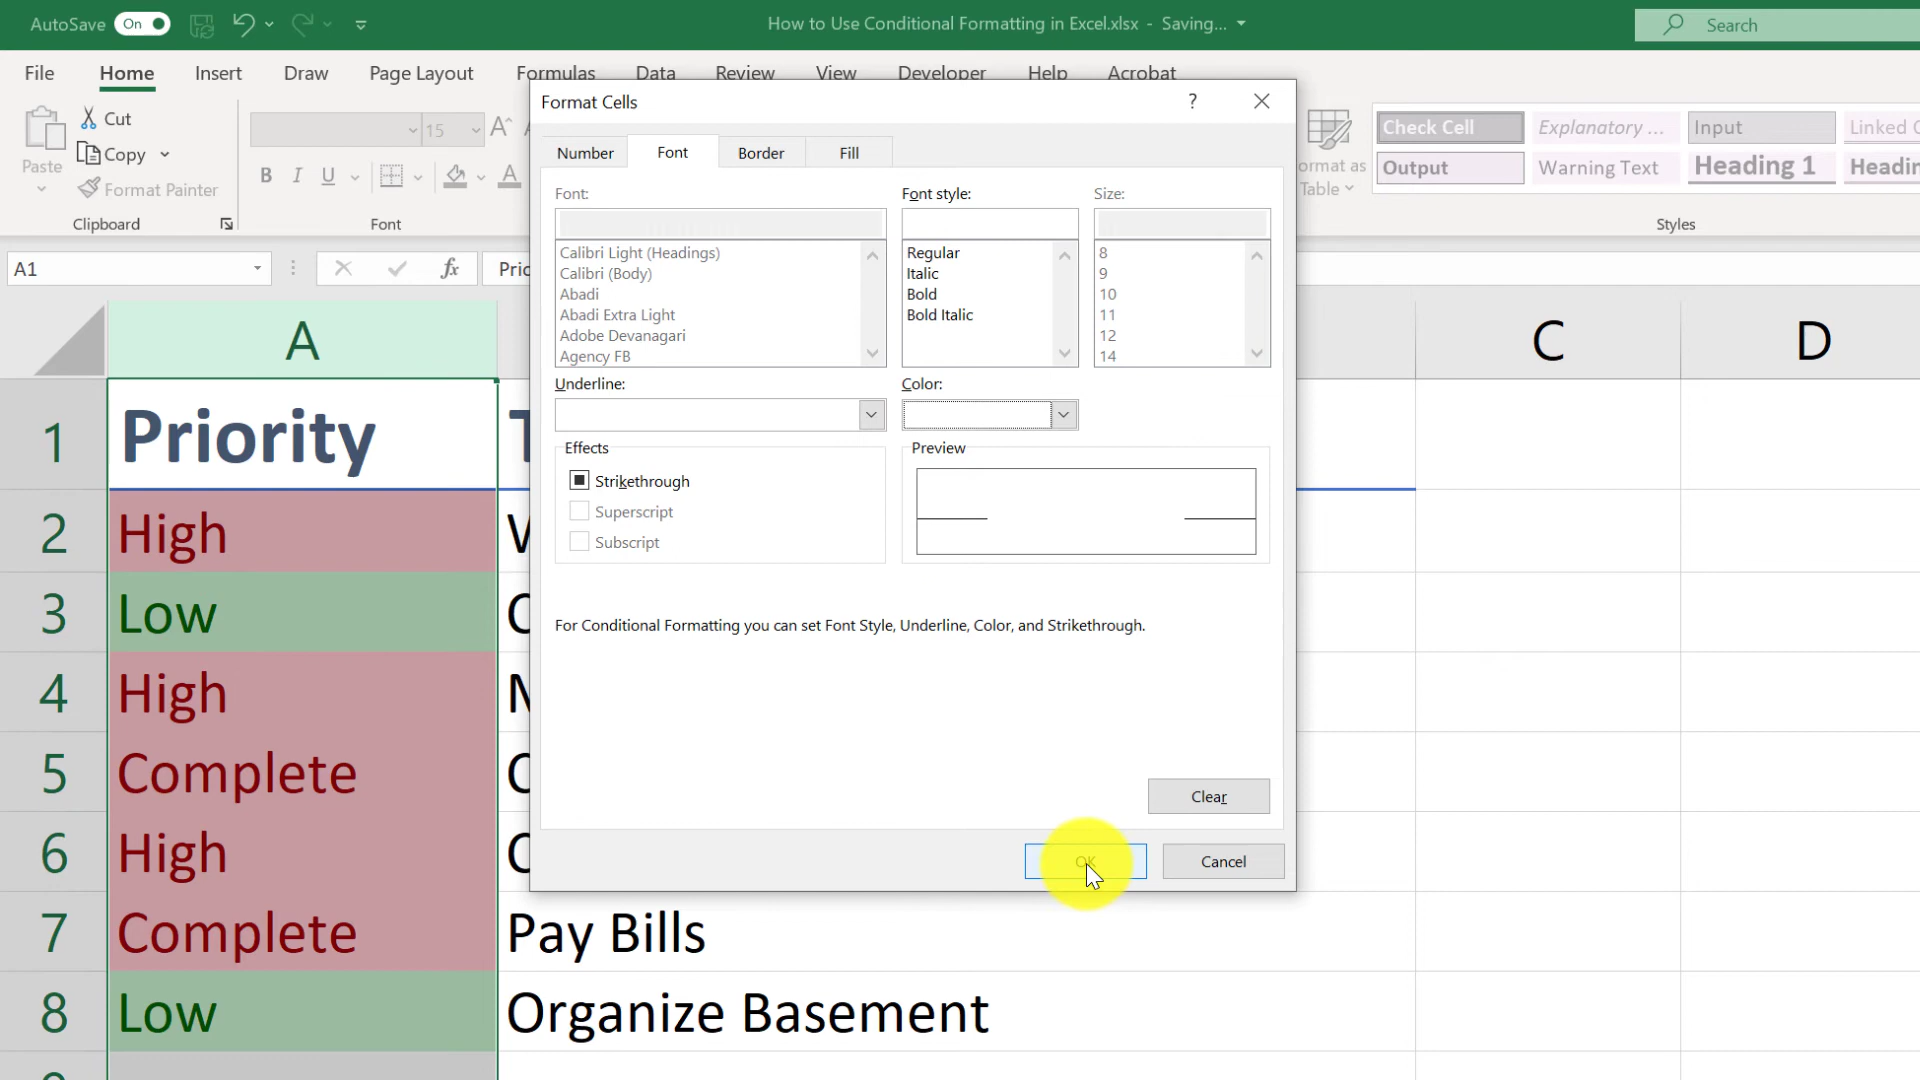 AutoSave On
How to Use Conditional Formatting in Excel.xlsx - Saving...
Search
File Home Insert Draw Page Layout Formulas Data Review View Developer Help Acrobat
Paste
Cut
Copy
Format Painter
Clipboard
15
B I U A
Font
Format Cells
?
Number Font Border Fill
Font:
Calibri Light (Headings)
Calibri (Body)
Abadi
Abadi Extra Light
Adobe Devanagari
Agency FB
Font style:
Regular
Italic
Bold
Bold Italic
Size:
8
9
10
11
12
14
Underline:
Color:
Effects
Strikethrough
Superscript
Subscript
Preview
For Conditional Formatting you can set Font Style, Underline, Color, and Strikethrough.
Clear
OK Cancel
ormat as
Table
Check Cell Explanatory ... Input Linked C
Output Warning Text Heading 1 Headin
Styles
A1 fx Pric
A C D
1 Priority T
2 High
3 Low
4 High
5 Complete
6 High
7 Complete Pay Bills
8 Low Organize Basement